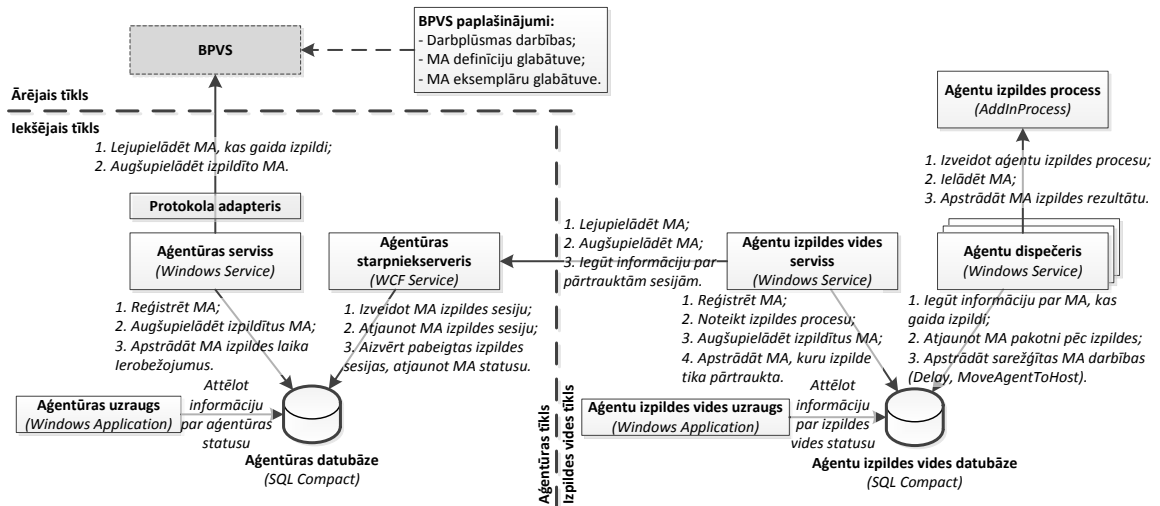 BPVS
BPVS paplašinājumi:
- Darbplūsmas darbības;
- MA definīciju glabātuve;
- MA eksemplāru glabātuve.
Ārējais tīkls
Iekšējais tīkls
1. Lejupielādēt MA, kas gaida izpildi;
2. Augšupielādēt izpildīto MA.
Protokola adapteris
Aģentūras serviss
(Windows Service)
Aģentūras
starpniekserveris
(WCF Service)
1. Reģistrēt MA;
2. Augšupielādēt izpildītus MA;
3. Apstrādāt MA izpildes laika
Ierobežojumus.
1. Izveidot MA izpildes sesiju;
2. Atjaunot MA izpildes sesiju;
3. Aizvērt pabeigtas izpildes
sesijas, atjaunot MA statusu.
Aģentūras uzraugs
(Windows Application)
Attēlot
informāciju
par aģentūras
statusu
Aģentūras datubāze
(SQL Compact)
Aģentūras tīkls
Izpildes vides tīkls
1. Lejupielādēt MA;
2. Augšupielādēt MA;
3. Iegūt informāciju par
pārtrauktām sesijām.
Aģentu izpildes process
(AddInProcess)
1. Izveidot aģentu izpildes procesu;
2. Ielādēt MA;
3. Apstrādāt MA izpildes rezultātu.
Aģentu izpildes vides
serviss
(Windows Service)
Aģentu dispečeris
(Windows Service)
1. Reģistrēt MA;
2. Noteikt izpildes procesu;
3. Augšupielādēt izpildītus MA;
4. Apstrādāt MA, kuru izpilde
tika pārtraukta.
1. Iegūt informāciju par MA, kas
gaida izpildi;
2. Atjaunot MA pakotni pēc izpildes;
3. Apstrādāt sarežģītas MA darbības
(Delay, MoveAgentToHost).
Aģentu izpildes vides uzraugs
(Windows Application)
Attēlot
informāciju
par izpildes
vides statusu
Aģentu izpildes vides datubāze
(SQL Compact)